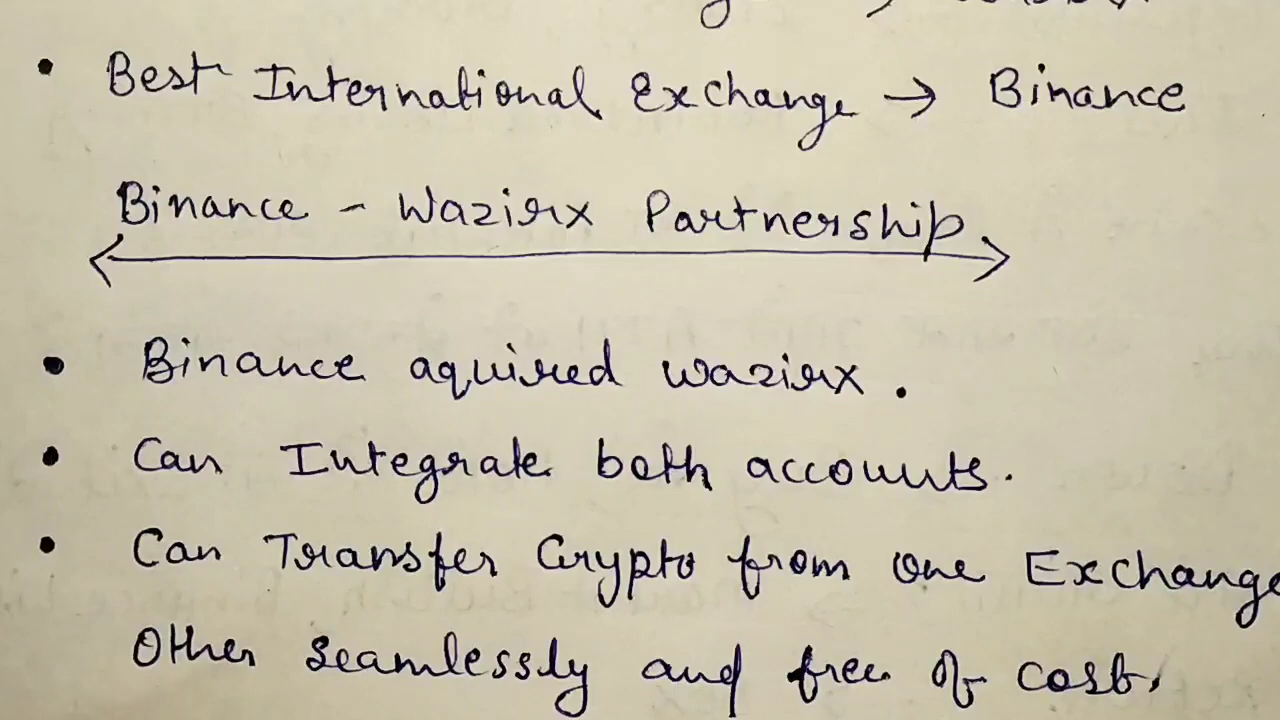 • Best International Exchange → Binance
Binance - Wazirx Partnership
• Binance aquired wazirx.
• Can Integrate both accounts.
• Can Transfer Crypto from one Exchange
Other seamlessly and free of cost.